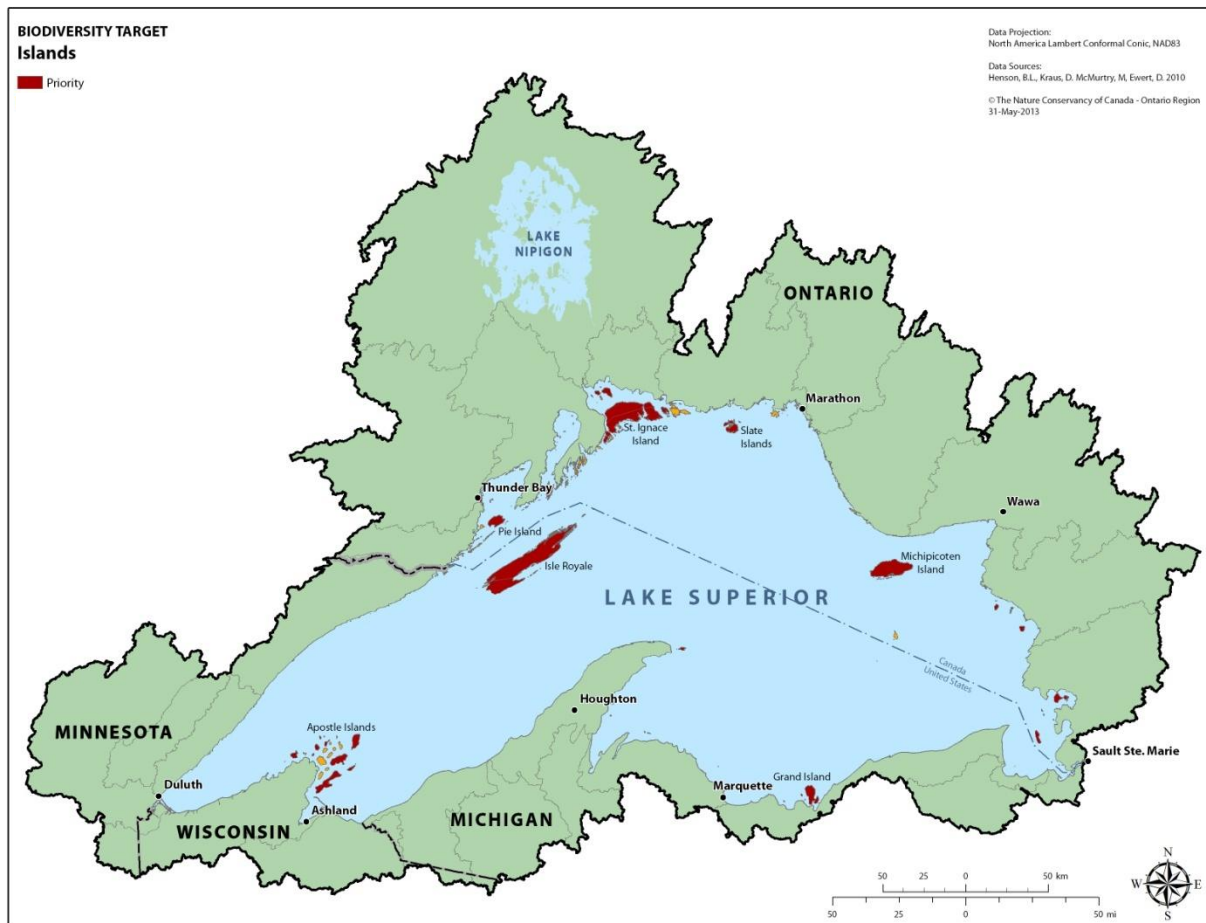 BIODIVERSITY TARGET
Islands
Priority
Data Projection:
North America Lambert Conformal Conic, NAD83
Data Sources:
Henson, B.L., Kraus, D. McMurtry, M, Ewert, D. 2010
© The Nature Conservancy of Canada - Ontario Region
31-May-2013
LAKE
NIPIGON
ONTARIO
Marathon
St. Ignace
Island
Slate
Islands
Thunder Bay
Wawa
Pie Island
Isle Royale
Michipicoten
Island
LAKE SUPERIOR
Canada
United States
Houghton
MINNESOTA
Apostle Islands
Sault Ste. Marie
Duluth
Marquette
Grand Island
Ashland
WISCONSIN
MICHIGAN
N
W E
S
50 25 0 50 km
50 25 0 50 mi